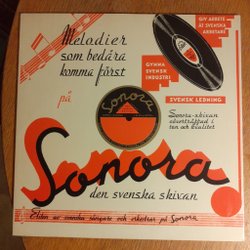 Melodier
som bedåra
komma först
på
GIV ARBETE
ÅT SVENSKA
ARBETARE
GYNNA
SVENSK
INDUSTRI
SVENSK LEDNING
Sonora-skivan
oöverträffad i
ton och kvalitet
Sonora
Sonora
den svenska skivan
Eliten av svenska sångare och orkestrar på Sonora